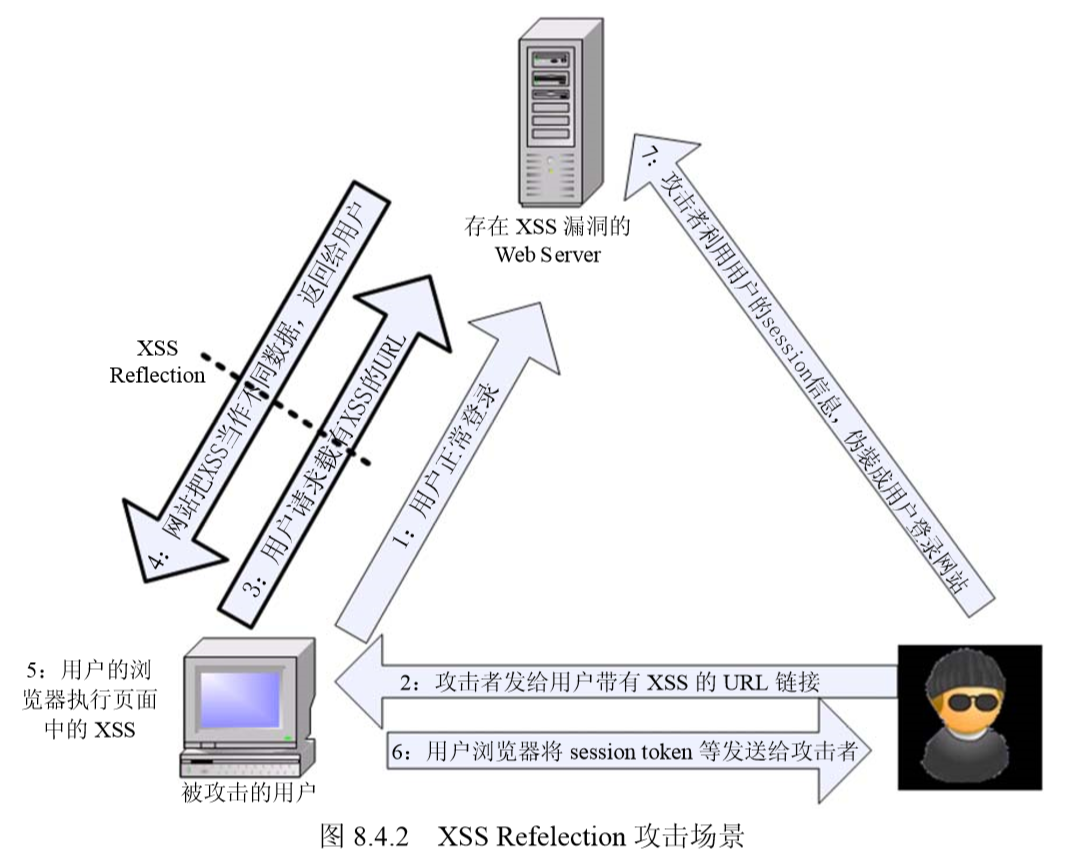 存在 XSS 漏洞的
Web Server
XSS
Reflection
4：网站把XSS当作不同数据，返回给用户
3：用户请求载有XSS的URL
1：用户正常登录
7：攻击者利用用户的session信息，伪装成用户登录网站
5：用户的浏
览器执行页面
中的 XSS
2：攻击者发给用户带有 XSS 的 URL 链接
6：用户浏览器将 session token 等发送给攻击者
被攻击的用户
图 8.4.2 XSS Refelection 攻击场景